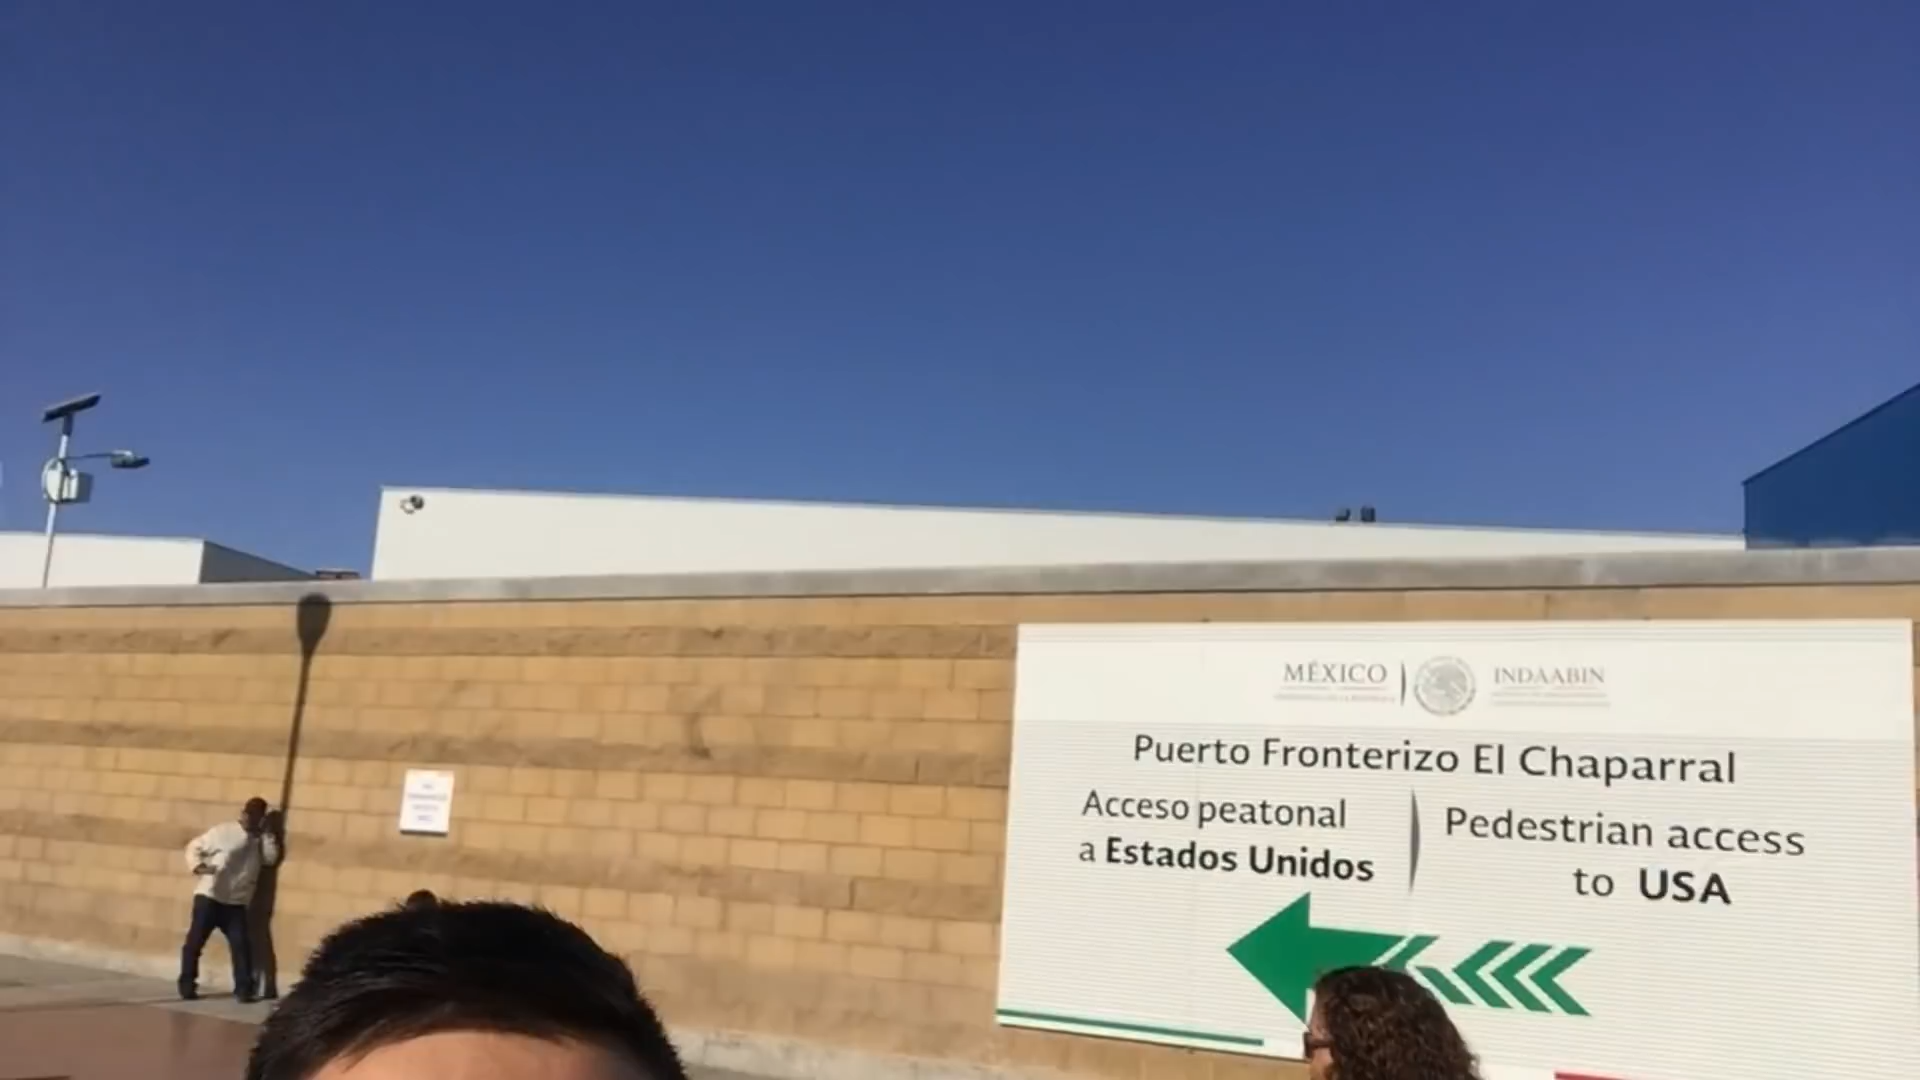 MÉXICO
INDAABIN
Puerto Fronterizo El Chaparral
Acceso peatonal
a Estados Unidos
Pedestrian access
to USA